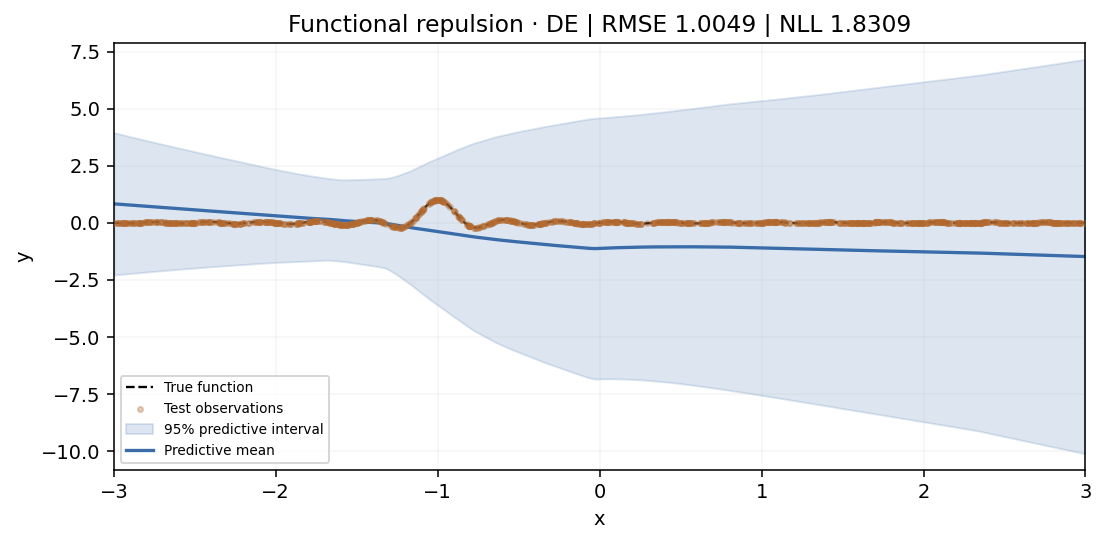 Functional repulsion · DE | RMSE 1.0049 | NLL 1.8309
y
7.5
5.0
2.5
0.0
−2.5
−5.0
−7.5
−10.0
True function
Test observations
95% predictive interval
Predictive mean
−3
−2
−1
0
1
2
3
x